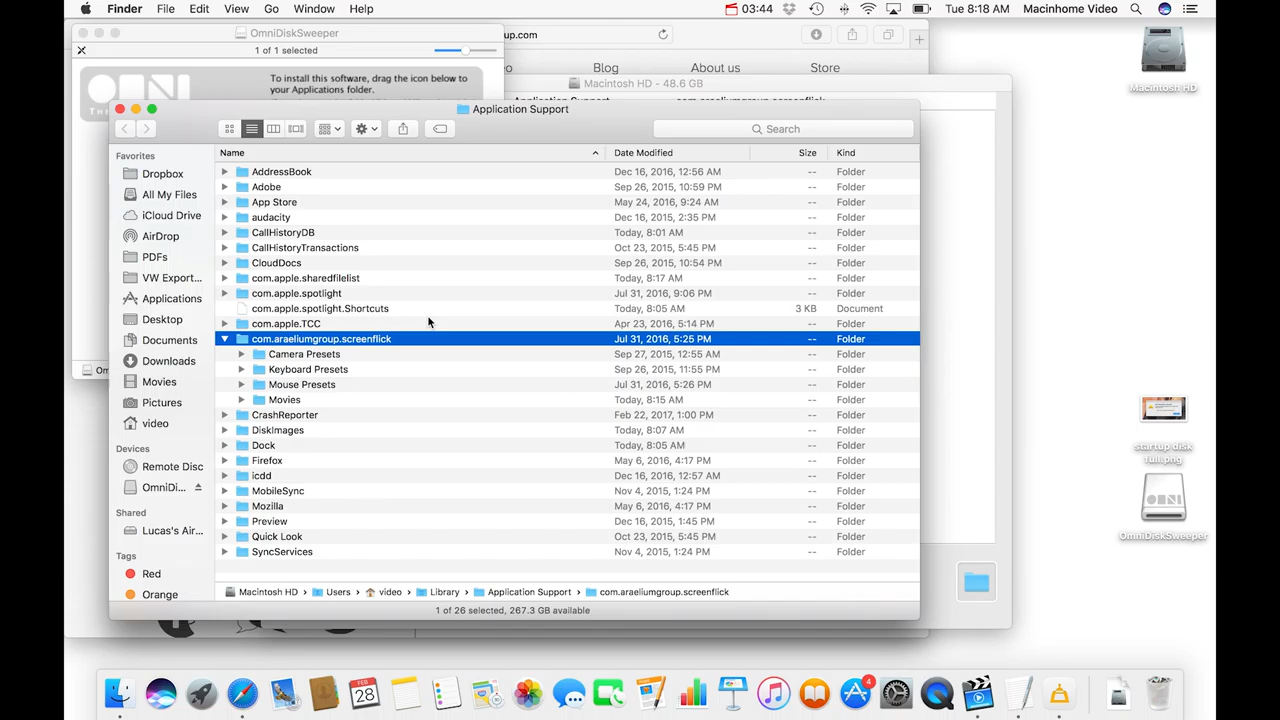 Finder File Edit View Go Window Help 03:44 Tue 8:18 AM Macinhome Video
OmniDiskSweeper
1 of 1 selected
To install this software, drag the icon below to
your Applications folder.
OMNI
up.com
Blog About us Store
Macintosh HD - 48.6 GB
Application Support
Search
Favorites
Dropbox
All My Files
iCloud Drive
AirDrop
PDFs
VW Export...
Applications
Desktop
Documents
Downloads
Movies
Pictures
video
Devices
Remote Disc
OmniDi...
Shared
Lucas's Air...
Tags
Red
Orange
Name Date Modified Size Kind
AddressBook Dec 16, 2016, 12:56 AM -- Folder
Adobe Sep 26, 2015, 10:59 PM -- Folder
App Store May 24, 2016, 9:24 AM -- Folder
audacity Dec 16, 2015, 2:35 PM -- Folder
CallHistoryDB Today, 8:01 AM -- Folder
CallHistoryTransactions Oct 23, 2015, 5:45 PM -- Folder
CloudDocs Sep 26, 2015, 10:54 PM -- Folder
com.apple.sharedfilelist Today, 8:17 AM -- Folder
com.apple.spotlight Jul 31, 2016, 9:06 PM -- Folder
com.apple.spotlight.Shortcuts Today, 8:05 AM 3 KB Document
com.apple.TCC Apr 23, 2016, 5:14 PM -- Folder
com.araeliumgroup.screenflick Jul 31, 2016, 5:25 PM -- Folder
Camera Presets Sep 27, 2015, 12:55 AM -- Folder
Keyboard Presets Sep 26, 2015, 11:55 PM -- Folder
Mouse Presets Jul 31, 2016, 5:26 PM -- Folder
Movies Today, 8:15 AM -- Folder
CrashReporter Feb 22, 2017, 1:00 PM -- Folder
DiskImages Today, 8:07 AM -- Folder
Dock Today, 8:05 AM -- Folder
Firefox May 6, 2016, 4:17 PM -- Folder
icdd Dec 16, 2016, 12:57 AM -- Folder
MobileSync Nov 4, 2015, 1:24 PM -- Folder
Mozilla May 6, 2016, 4:17 PM -- Folder
Preview Dec 16, 2015, 1:45 PM -- Folder
Quick Look Oct 23, 2015, 5:45 PM -- Folder
SyncServices Nov 4, 2015, 1:24 PM -- Folder
Macintosh HD › Users › video › Library › Application Support › com.araeliumgroup.screenflick
1 of 26 selected, 267.3 GB available
Macintosh HD
startup disk
full.png
OMNI
OmniDiskSweeper
FEB
28
4